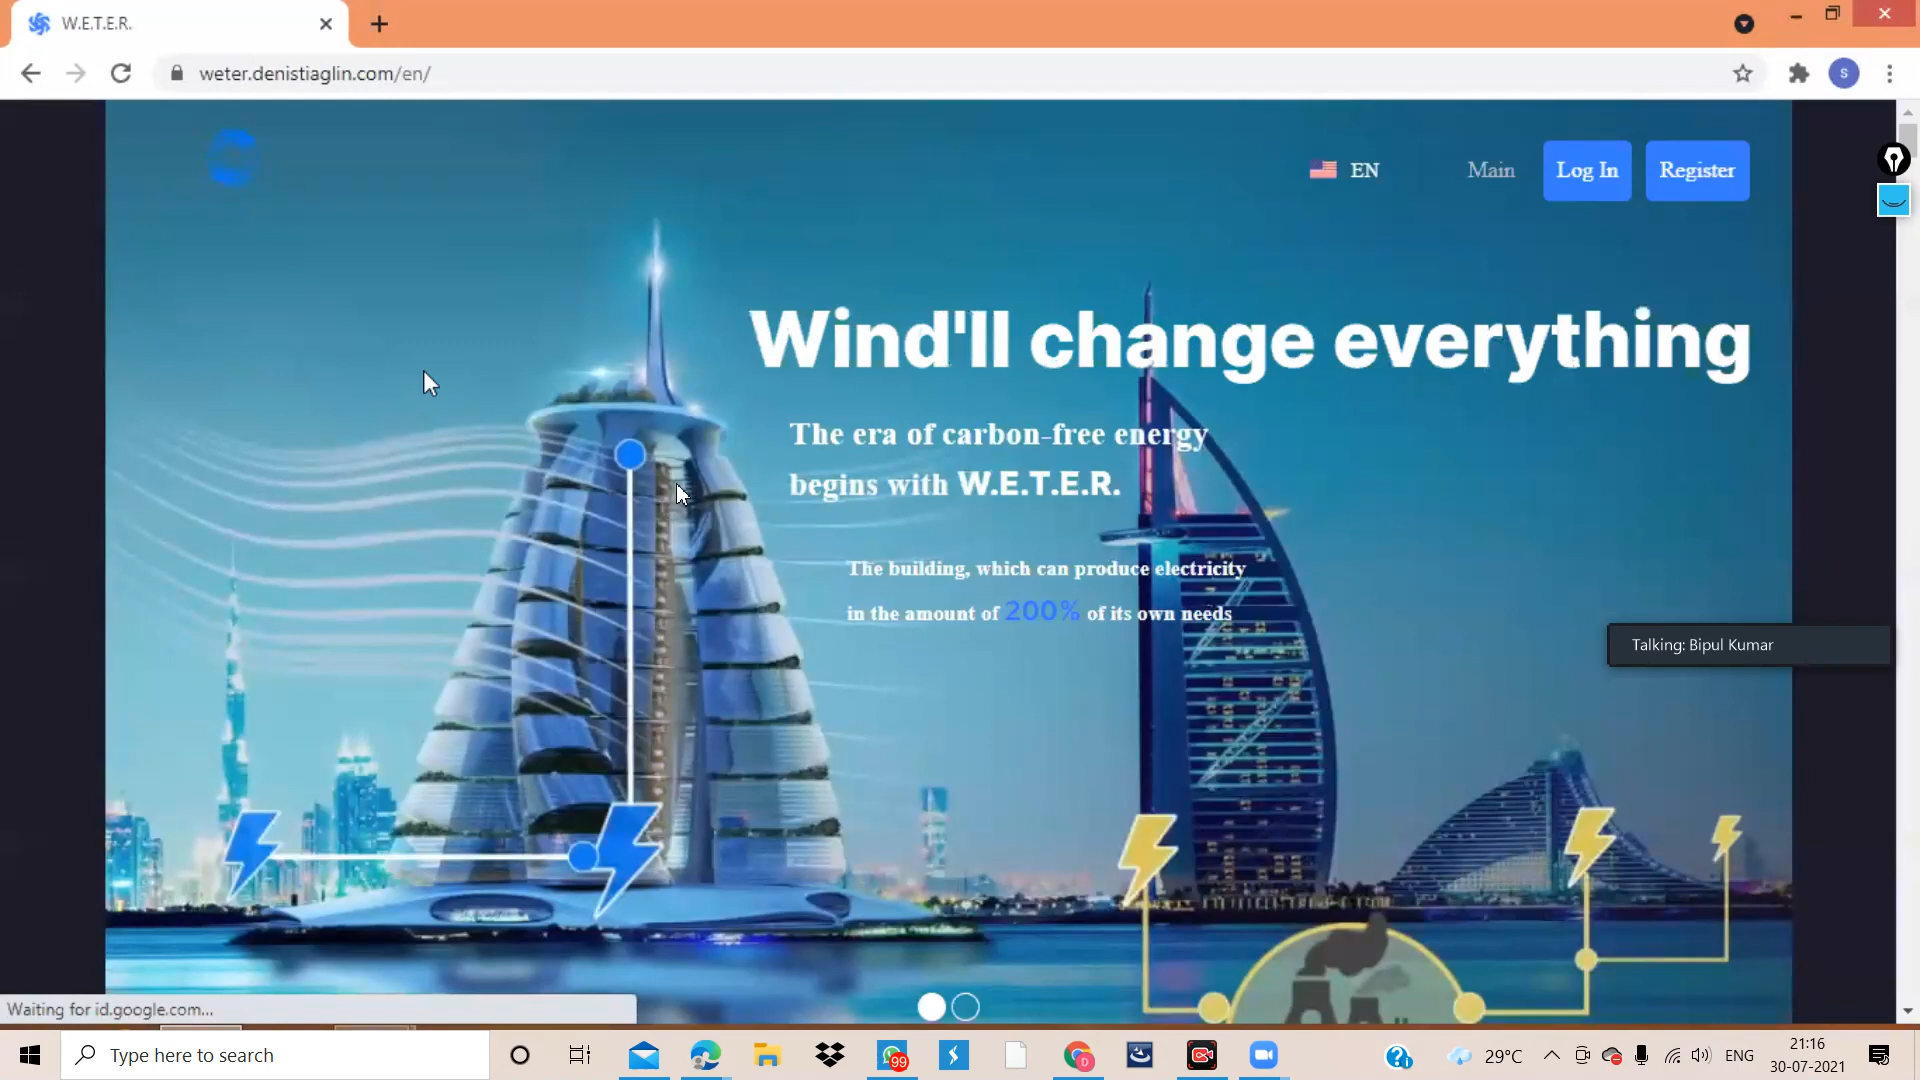 W.E.T.E.R.
weter.denistiaglin.com/en/
S
EN
Main
Log In
Register
Wind'll change everything
The era of carbon-free energy
begins with W.E.T.E.R.
The building, which can produce electricity
in the amount of 200% of its own needs
Talking: Bipul Kumar
Waiting for id.google.com...
Type here to search
99
D
29°C
ENG
21:16
30-07-2021